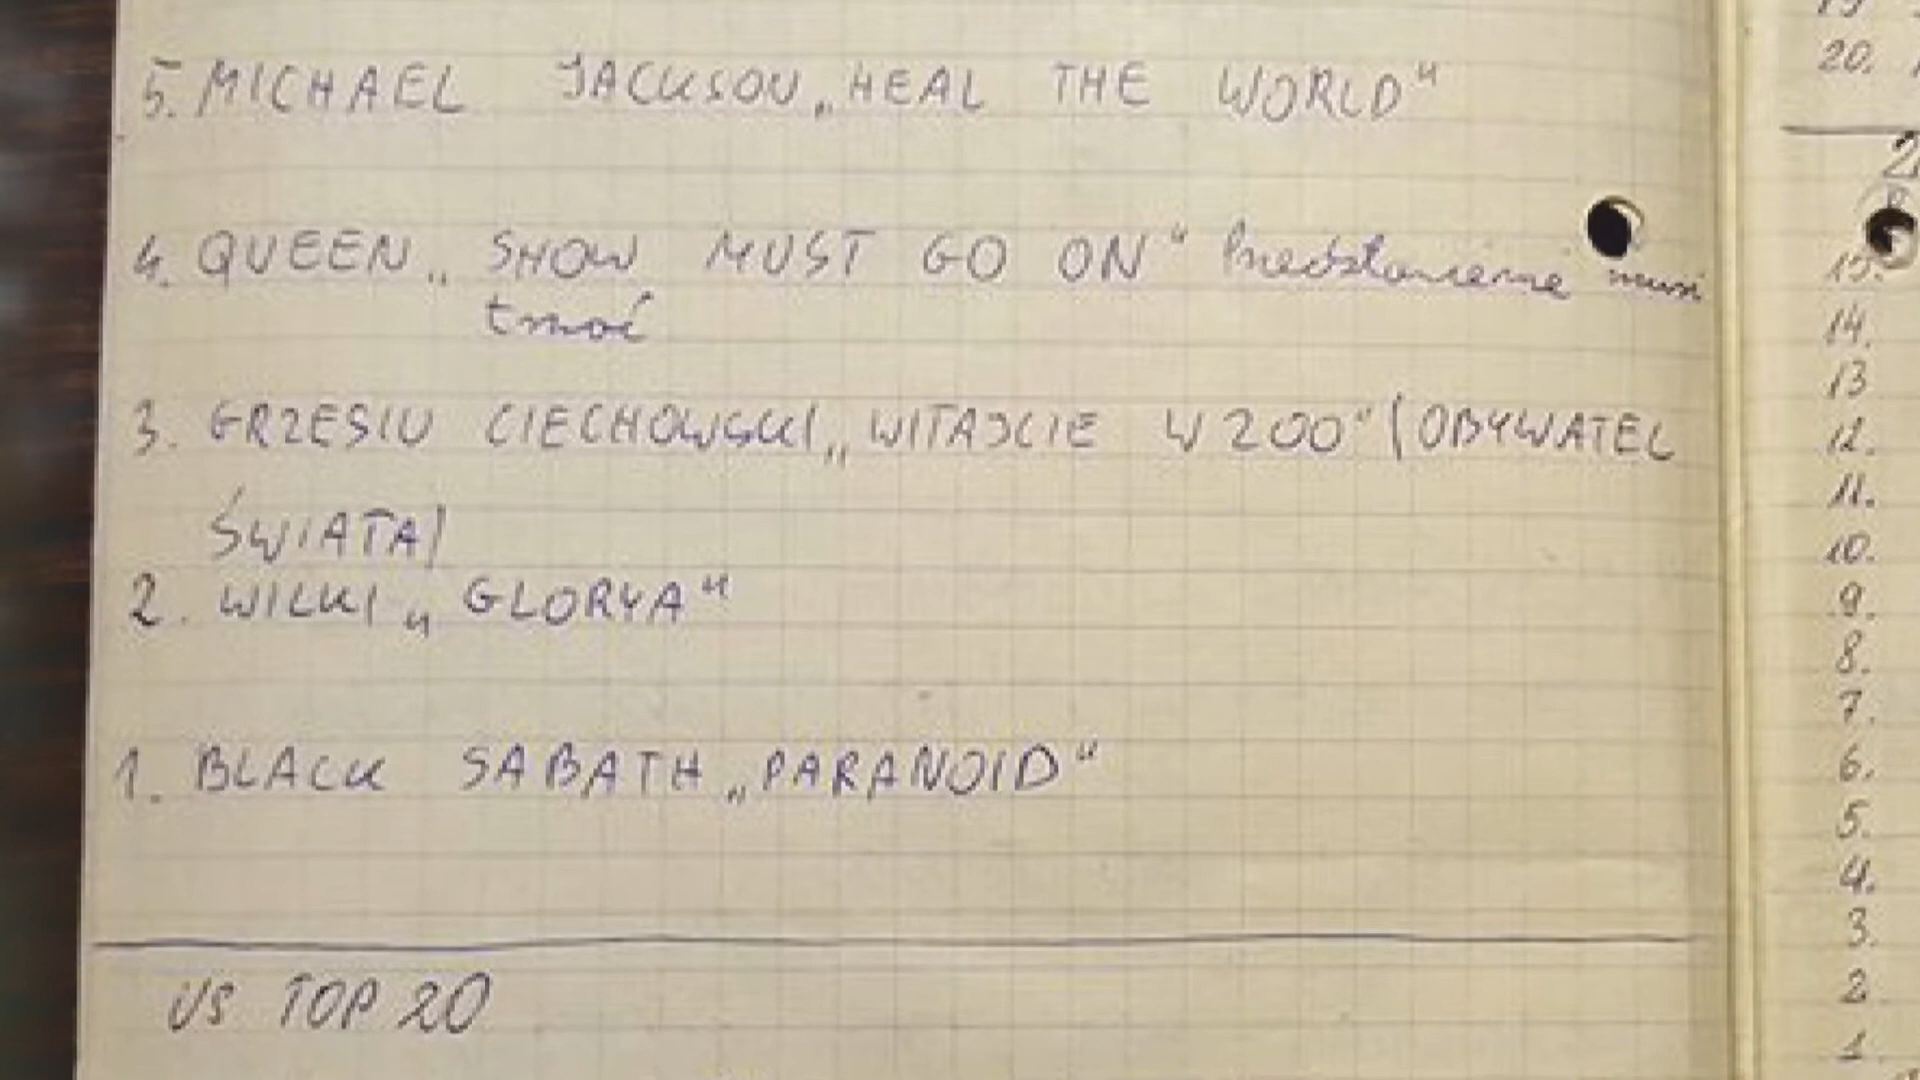 5. MICHAEL JACKSON „HEAL THE WORLD"
4. QUEEN „SHOW MUST GO ON" Przedstawienie musi
trwać
3. GRZESIU CIECHOWSKI „WITAJCIE W ZOO" (OBYWATEL
ŚWIATA)
2. WILKI „GLORYA"
1. BLACK SABATH „PARANOID"
US TOP 20
19
20.
2
15.
14.
13
12.
11.
10.
9.
8.
7.
6.
5.
4.
3.
2
1